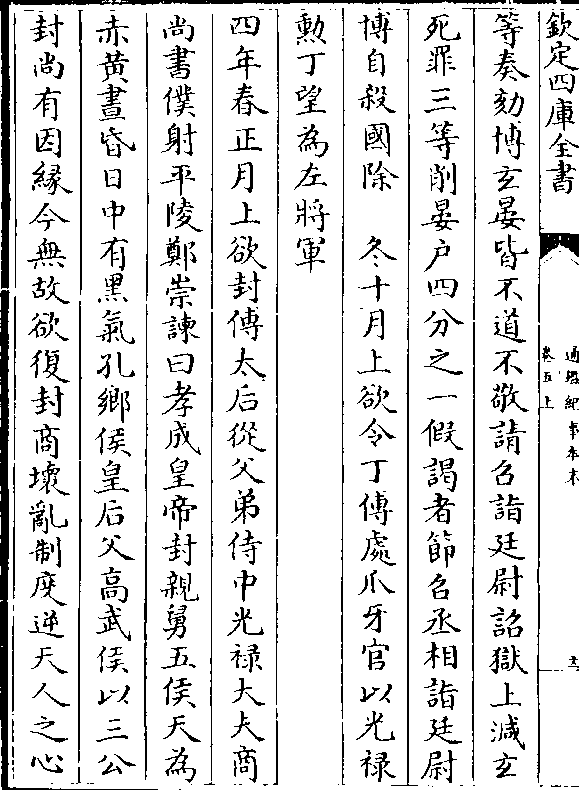 欽定四庫全書
通鑑紀事本末
卷五上
等奏劾博玄晏皆不道不敬請召詣廷尉詔獄上減玄
死罪三等削晏户四分之一假謁者節召丞相詣廷尉
博自殺國除　冬十月上欲令丁傅處爪牙官以光禄
勲丁望為左將軍
四年春正月上欲封傅太后從父弟侍中光禄大夫商
尚書僕射平陵鄭崇諫曰孝成皇帝封親舅五侯天為
赤黄晝昏日中有黒氣孔鄉侯皇后父髙武侯以三公
封尚有因緣今無故欲復封商壞亂制度逆天人之心